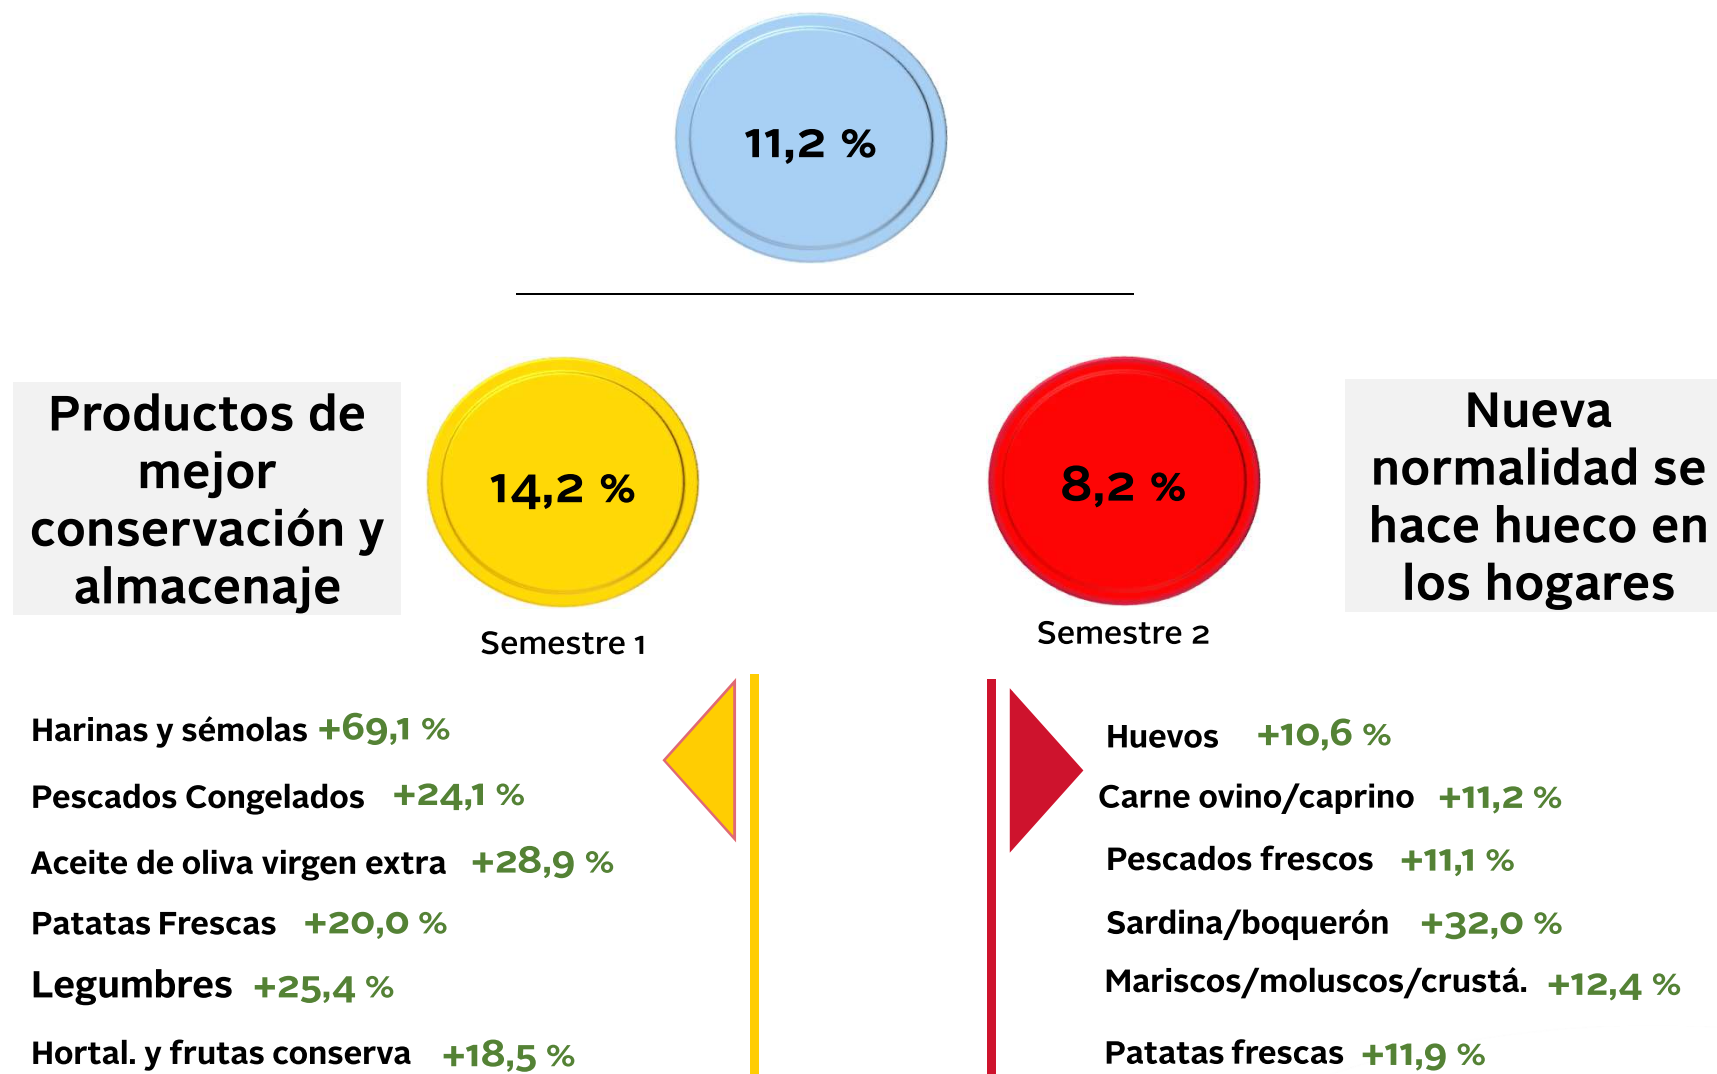 11,2 %
Productos de
mejor
conservación y
almacenaje
14,2 %
Semestre 1
8,2 %
Semestre 2
Nueva
normalidad se
hace hueco en
los hogares
Harinas y sémolas +69,1 %
Pescados Congelados +24,1 %
Aceite de oliva virgen extra +28,9 %
Patatas Frescas +20,0 %
Legumbres +25,4 %
Hortal. y frutas conserva +18,5 %
Huevos +10,6 %
Carne ovino/caprino +11,2 %
Pescados frescos +11,1 %
Sardina/boquerón +32,0 %
Mariscos/moluscos/crustá. +12,4 %
Patatas frescas +11,9 %